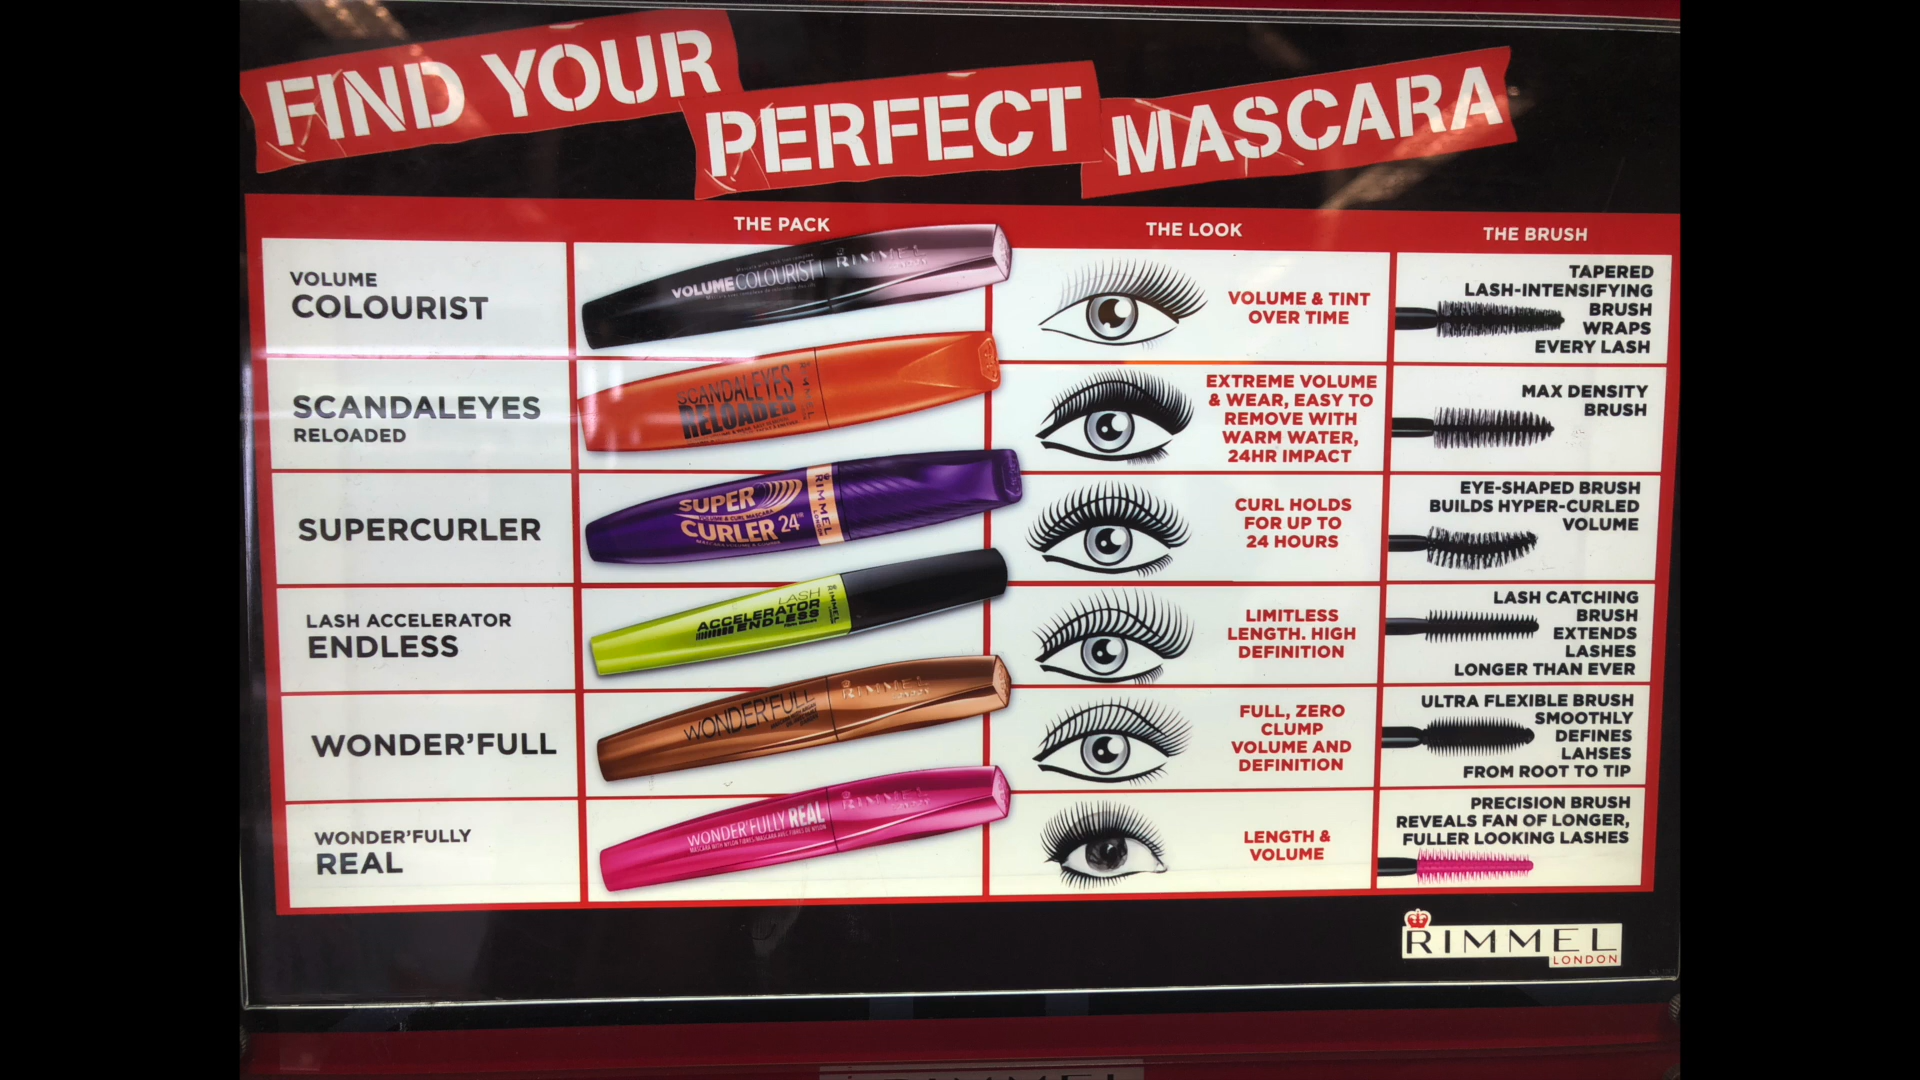 FIND YOUR
PERFECT
MASCARA
THE PACK
THE LOOK
THE BRUSH
VOLUME
COLOURIST
VOLUME COLOURIST
RIMMEL
VOLUME & TINT
OVER TIME
TAPERED
LASH-INTENSIFYING
BRUSH
WRAPS
EVERY LASH
SCANDALEYES
RELOADED
SCANDALEYES
RELOADED
RIMMEL
EXTREME VOLUME
& WEAR, EASY TO
REMOVE WITH
WARM WATER,
24HR IMPACT
MAX DENSITY
BRUSH
SUPERCURLER
SUPER
VOLUME & CURL MASCARA
CURLER 24
RIMMEL
LONDON
CURL HOLDS
FOR UP TO
24 HOURS
EYE-SHAPED BRUSH
BUILDS HYPER-CURLED
VOLUME
LASH ACCELERATOR
ENDLESS
LASH
ACCELERATOR
ENDLESS
RIMMEL
LIMITLESS
LENGTH. HIGH
DEFINITION
LASH CATCHING
BRUSH
EXTENDS
LASHES
LONGER THAN EVER
WONDER'FULL
WONDER'FULL
RIMMEL
FULL, ZERO
CLUMP
VOLUME AND
DEFINITION
ULTRA FLEXIBLE BRUSH
SMOOTHLY
DEFINES
LAHSES
FROM ROOT TO TIP
WONDER'FULLY
REAL
WONDER'FULLY REAL
RIMMEL
LENGTH &
VOLUME
PRECISION BRUSH
REVEALS FAN OF LONGER,
FULLER LOOKING LASHES
RIMMEL
LONDON